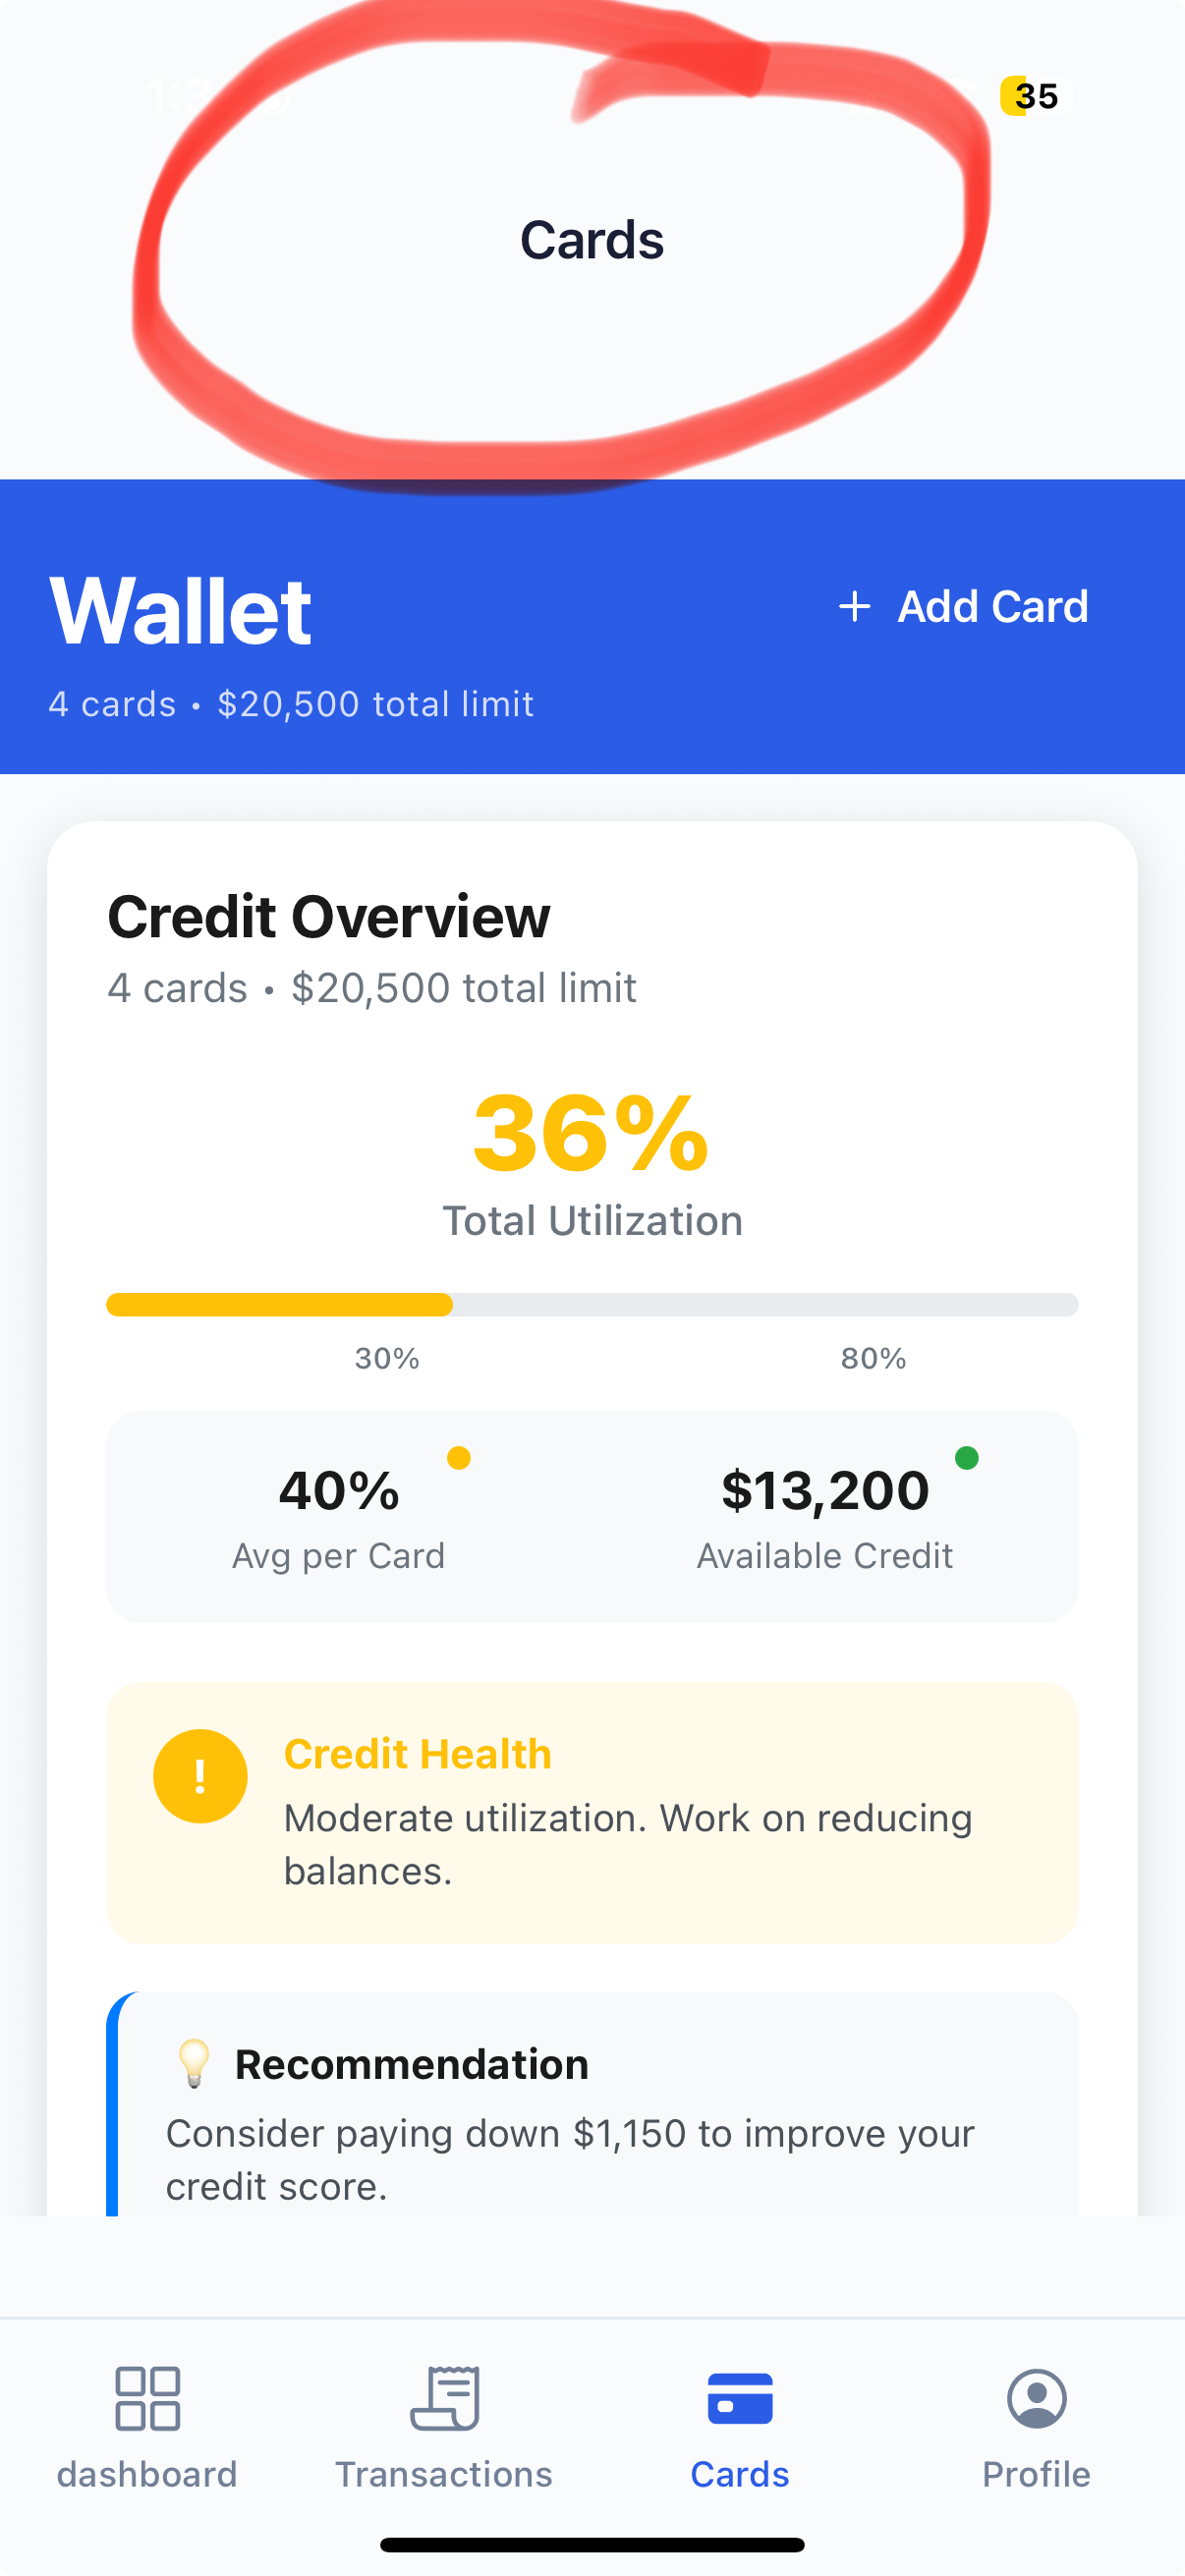 35
Cards
Wallet
+ Add Card
4 cards • $20,500 total limit
Credit Overview
4 cards • $20,500 total limit
36%
Total Utilization
30% 80%
40% $13,200
Avg per Card Available Credit
!
Credit Health
Moderate utilization. Work on reducing
balances.
💡 Recommendation
Consider paying down $1,150 to improve your
credit score.
dashboard Transactions Cards Profile